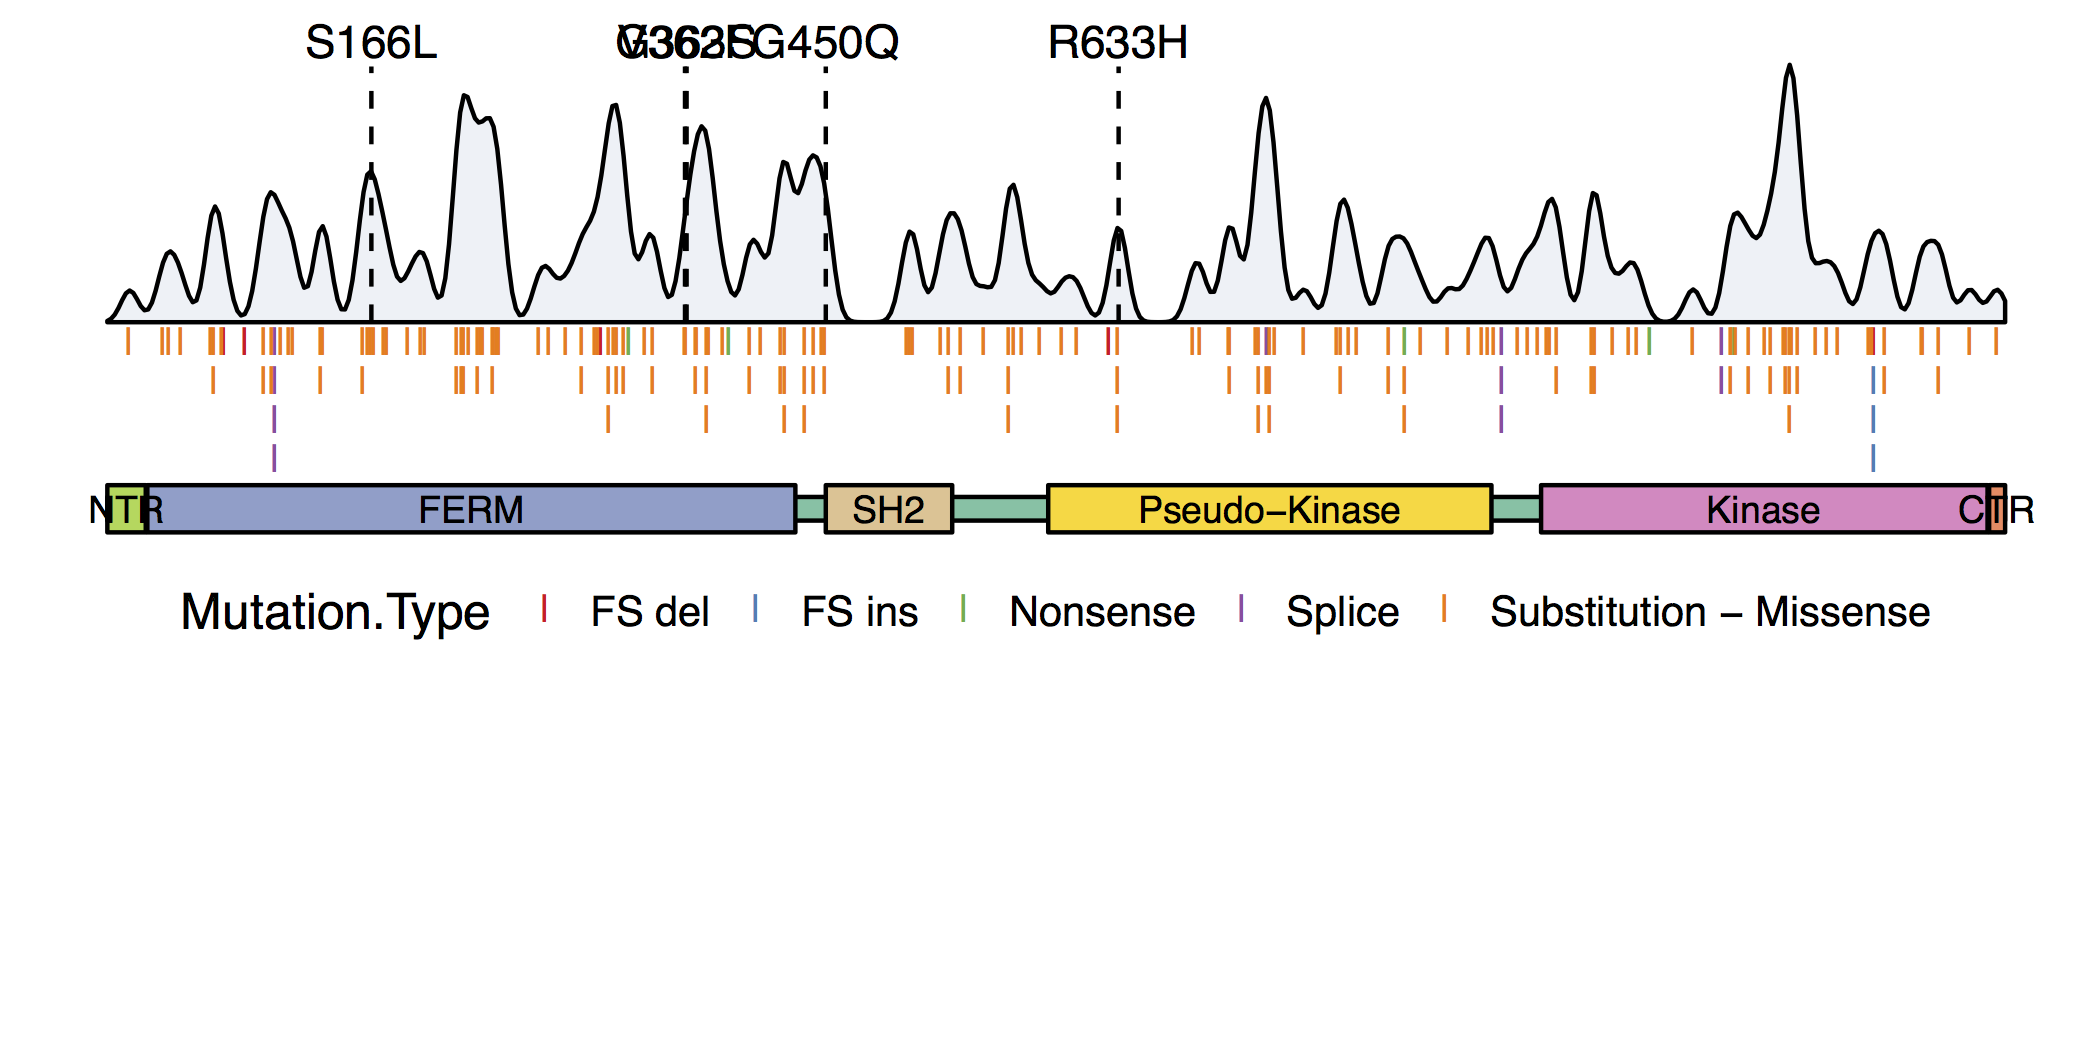 S166L G450Q R633H
NTR FERM SH2 Pseudo−Kinase Kinase CTR
Mutation.Type FS del FS ins Nonsense Splice Substitution − Missense